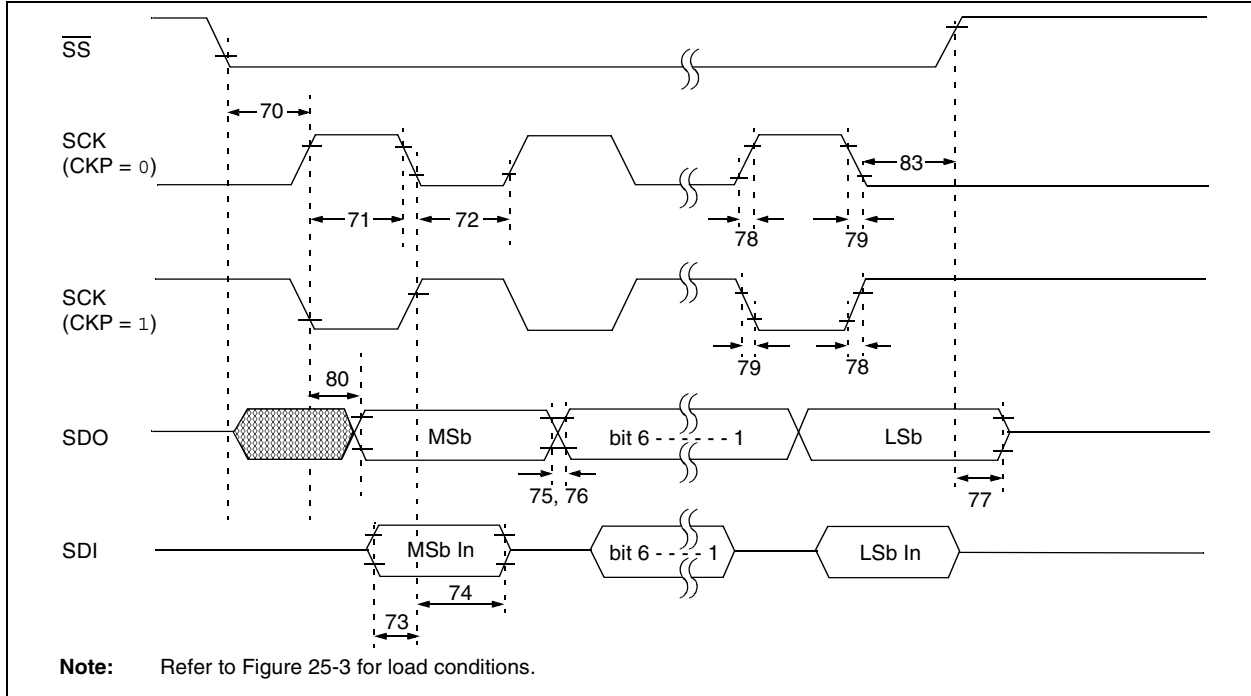 SS
70
SCK
(CKP = 0)
83
71
72
78
79
SCK
(CKP = 1)
79
78
80
SDO
MSb
bit 6 - - - - - - 1
LSb
75, 76
77
SDI
MSb In
bit 6 - - - - 1
LSb In
74
73
Note: Refer to Figure 25-3 for load conditions.